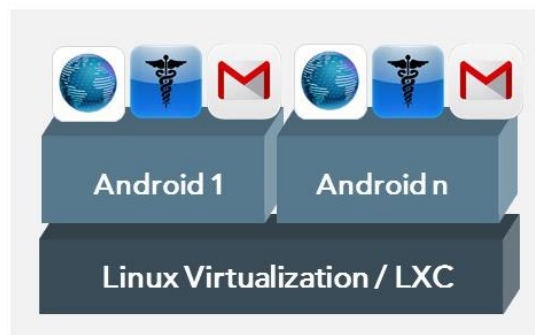 Android 1
Android n
Linux Virtualization / LXC